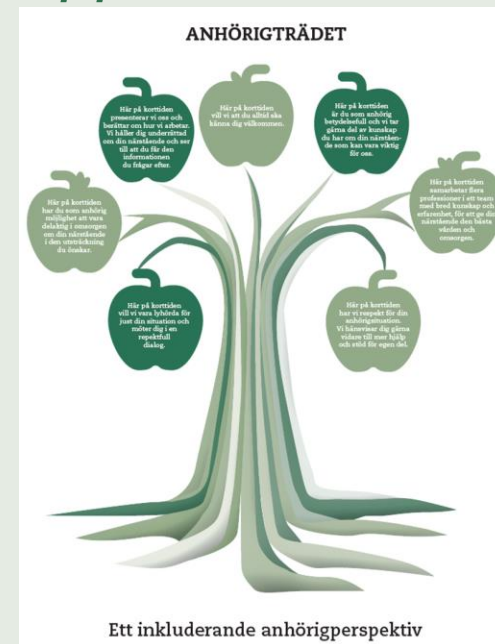 ANHÖRIGTRÄDET
Här på korttiden
presenterar vi oss och
berättar om hur vi arbetar.
Vi håller dig underrättad
om din närstående och ser
till att du får den
informationen
du frågar efter.
Här på korttiden
vill vi att du alltid ska
känna dig välkommen.
Här på korttiden
är du som anhörig
betydelsefull och vi tar
gärna del av kunskap
du har om din närståen-
de som kan vara viktig
för oss.
Här på korttiden
har du som anhörig
möjlighet att vara
delaktig i omsorgen
om din närstående
i den utsträckning
du önskar.
Här på korttiden
samarbetar flera
professioner i ett team
med bred kunskap och
erfarenhet, för att ge din
närstående den bästa
vården och
omsorgen.
Här på korttiden
vill vi vara lyhörda för
just din situation och
möter dig i en
repektfull
dialog.
Här på korttiden
har vi respekt för din
anhörigsituation.
Vi hänvisar dig gärna
vidare till mer hjälp
och stöd för egen del.
Ett inkluderande anhörigperspektiv